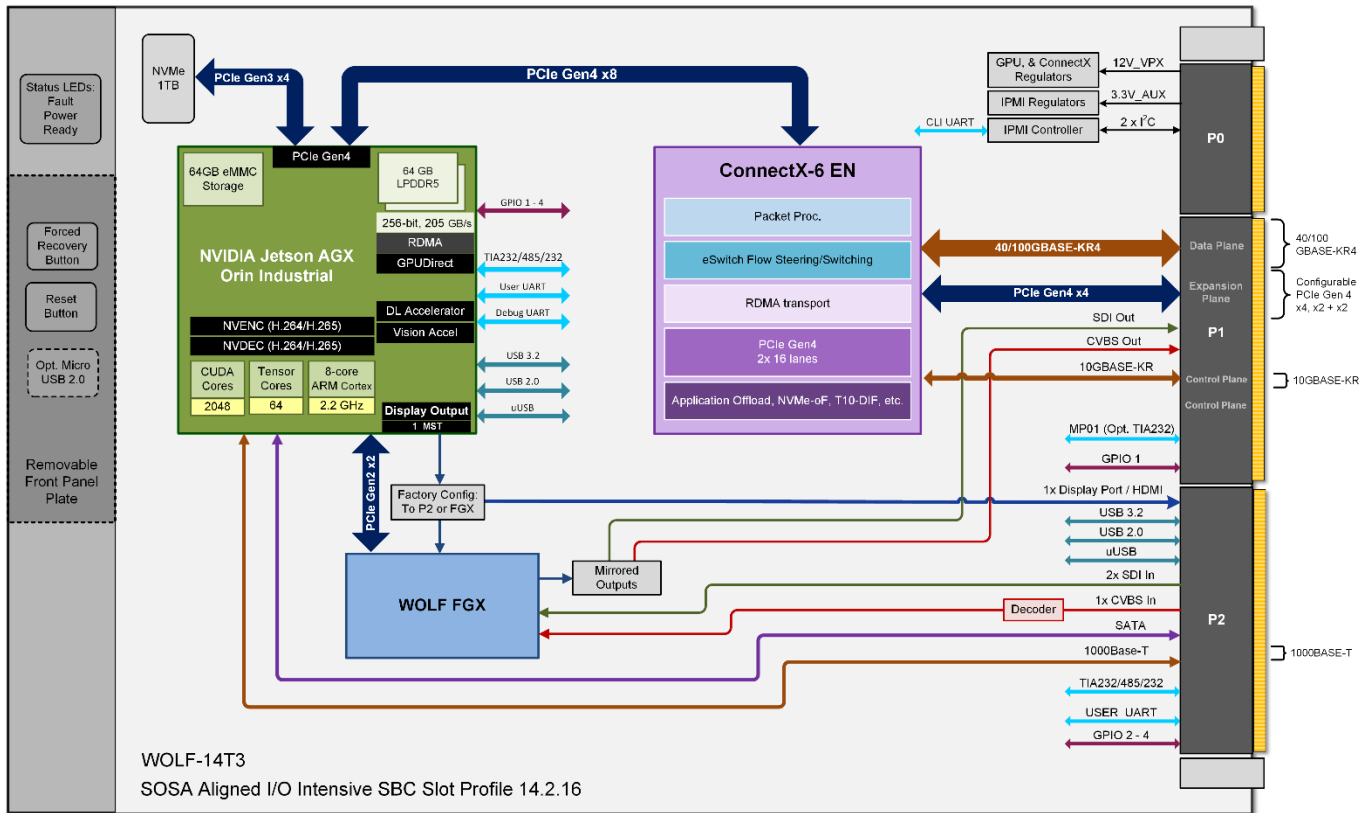 Status LEDs:
Fault
Power
Ready
Forced
Recovery
Button
Reset
Button
Opt. Micro
USB 2.0
Removable
Front Panel
Plate
NVMe
1TB
PCIe Gen3 x4
PCIe Gen4 x8
PCIe Gen4
64GB eMMC
Storage
64 GB
LPDDR5
256-bit, 205 GB/s
RDMA
GPUDirect
NVIDIA Jetson AGX
Orin Industrial
DL Accelerator
Vision Accel
NVENC (H.264/H.265)
NVDEC (H.264/H.265)
CUDA
Cores
2048
Tensor
Cores
64
8-core
ARM Cortex
2.2 GHz
Display Output
1 MST
GPIO 1 - 4
TIA232/485/232
User UART
Debug UART
USB 3.2
USB 2.0
uUSB
PCIe Gen2 x2
Factory Config:
To P2 or FGX
WOLF FGX
Mirrored
Outputs
ConnectX-6 EN
Packet Proc.
eSwitch Flow Steering/Switching
RDMA transport
PCIe Gen4
2x 16 lanes
Application Offload, NVMe-oF, T10-DIF, etc.
GPU, & ConnectX
Regulators
12V_VPX
IPMI Regulators
3.3V_AUX
CLI UART
IPMI Controller
2 x I²C
P0
40/100GBASE-KR4
Data Plane
40/100
GBASE-KR4
PCIe Gen4 x4
Expansion
Plane
Configurable
PCIe Gen 4
x4, x2 + x2
SDI Out
P1
CVBS Out
10GBASE-KR
Control Plane
10GBASE-KR
Control Plane
MP01 (Opt. TIA232)
GPIO 1
1x Display Port / HDMI
USB 3.2
USB 2.0
uUSB
2x SDI In
Decoder
1x CVBS In
P2
SATA
1000Base-T
1000BASE-T
TIA232/485/232
USER UART
GPIO 2 - 4
WOLF-14T3
SOSA Aligned I/O Intensive SBC Slot Profile 14.2.16